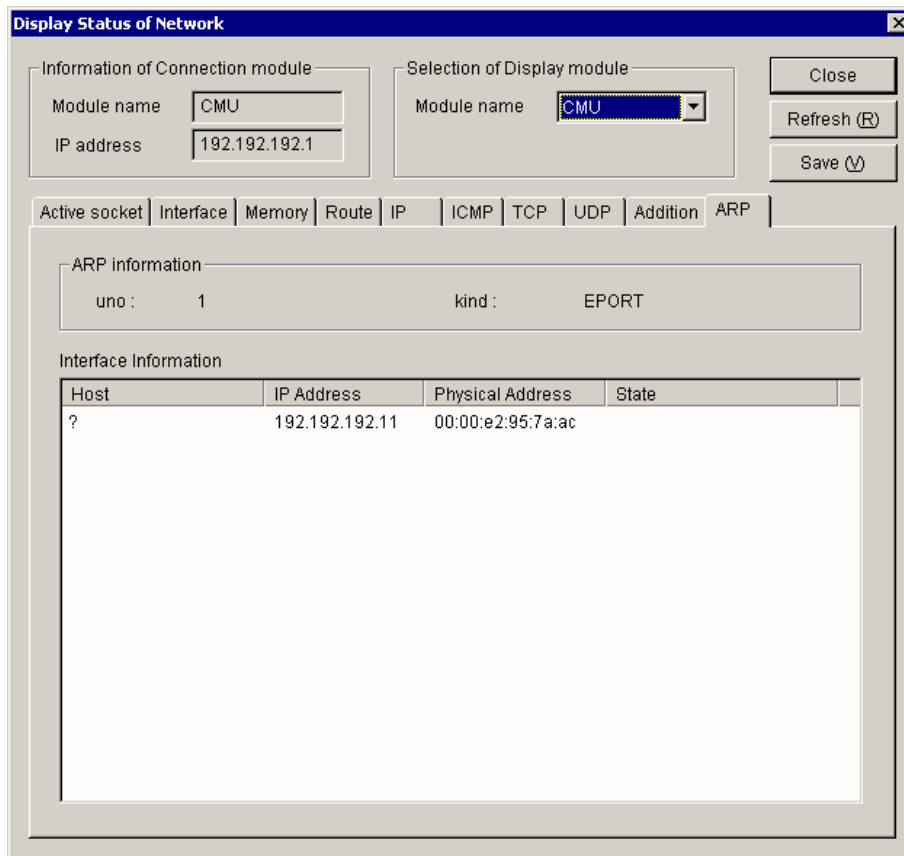 Display Status of Network
Information of Connection module
Module name CMU
IP address 192.192.192.1
Selection of Display module
Module name CMU
Close
Refresh (R)
Save (V)
Active socket Interface Memory Route IP ICMP TCP UDP Addition ARP
ARP information
uno : 1 kind : EPORT
Interface Information
Host IP Address Physical Address State
? 192.192.192.11 00:00:e2:95:7a:ac